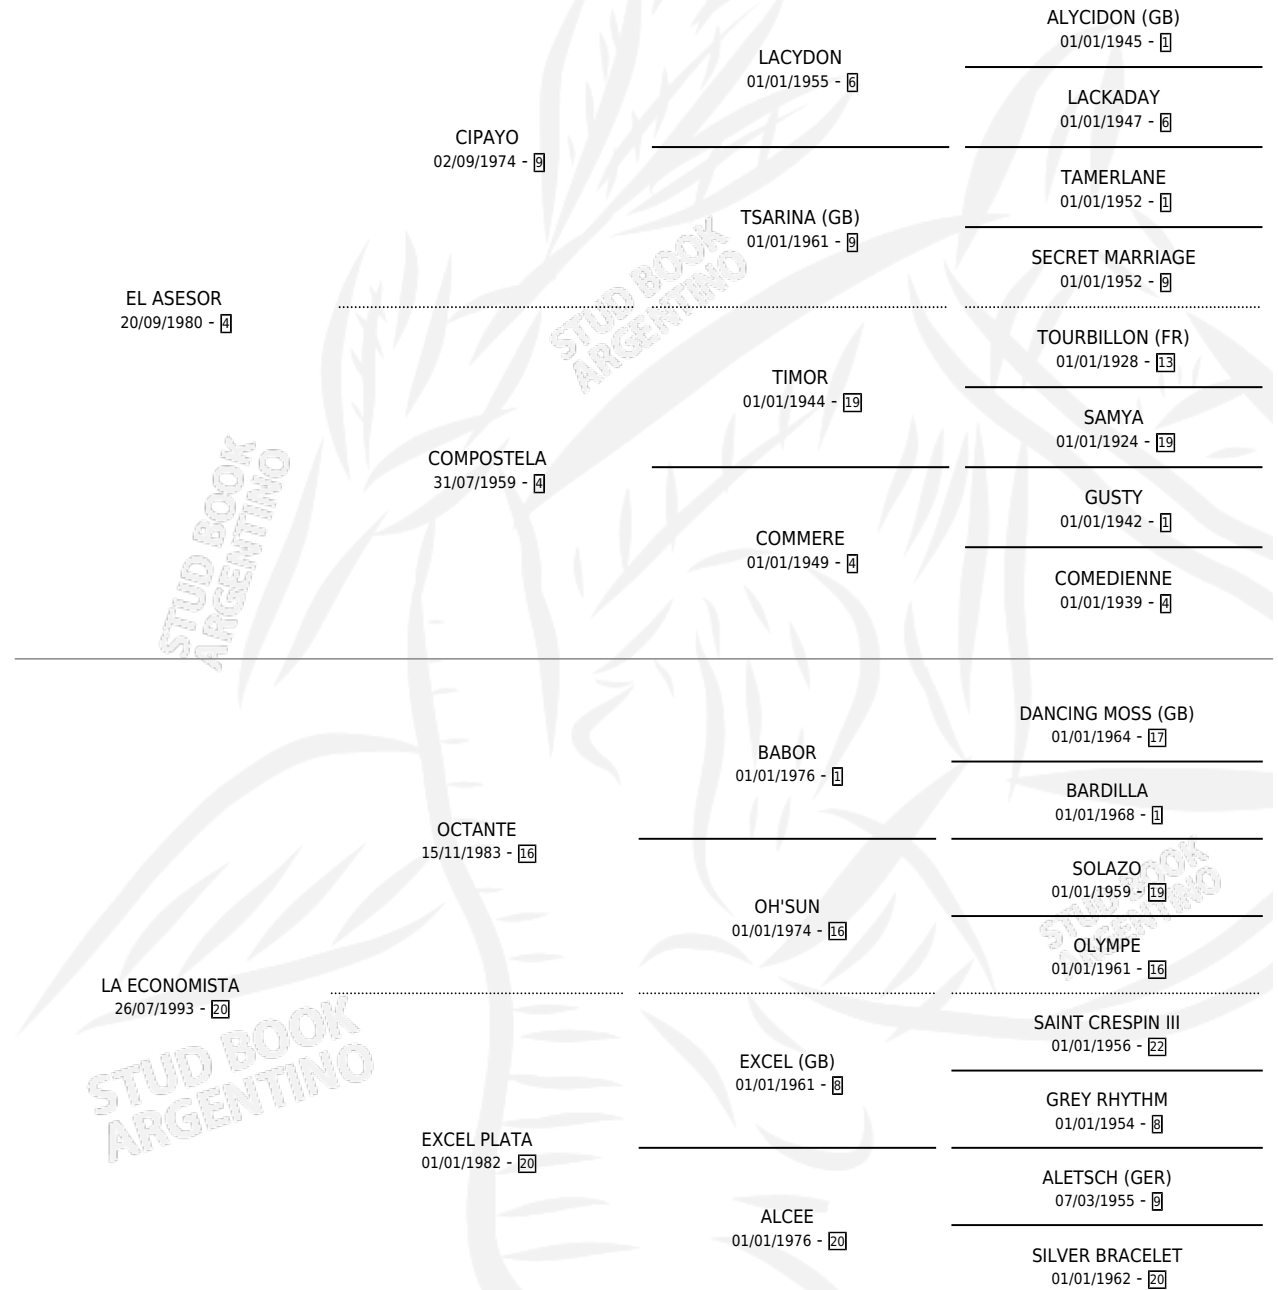 ALYCIDON (GB)
01/01/1945 - 1
LACYDON
01/01/1955 - 6
LACKADAY
01/01/1947 - 6
CIPAYO
02/09/1974 - 9
TAMERLANE
01/01/1952 - 1
TSARINA (GB)
01/01/1961 - 9
SECRET MARRIAGE
01/01/1952 - 9
EL ASESOR
20/09/1980 - 4
TOURBILLON (FR)
01/01/1928 - 13
TIMOR
01/01/1944 - 19
SAMYA
01/01/1924 - 19
COMPOSTELA
31/07/1959 - 4
GUSTY
01/01/1942 - 1
COMMERE
01/01/1949 - 4
COMEDIENNE
01/01/1939 - 4
DANCING MOSS (GB)
01/01/1964 - 17
BABOR
01/01/1976 - 1
BARDILLA
01/01/1968 - 1
OCTANTE
15/11/1983 - 16
SOLAZO
01/01/1959 - 19
OH'SUN
01/01/1974 - 16
OLYMPE
01/01/1961 - 16
LA ECONOMISTA
26/07/1993 - 20
SAINT CRESPIN III
01/01/1956 - 22
EXCEL (GB)
01/01/1961 - 8
GREY RHYTHM
01/01/1954 - 8
EXCEL PLATA
01/01/1982 - 20
ALETSCH (GER)
07/03/1955 - 9
ALCEE
01/01/1976 - 20
SILVER BRACELET
01/01/1962 - 20
STUD BOOK
ARGENTINO
STUD BOOK
ARGENTINO
STUD BOOK
ARGENTINO
STUD BOOK
ARGENTINO